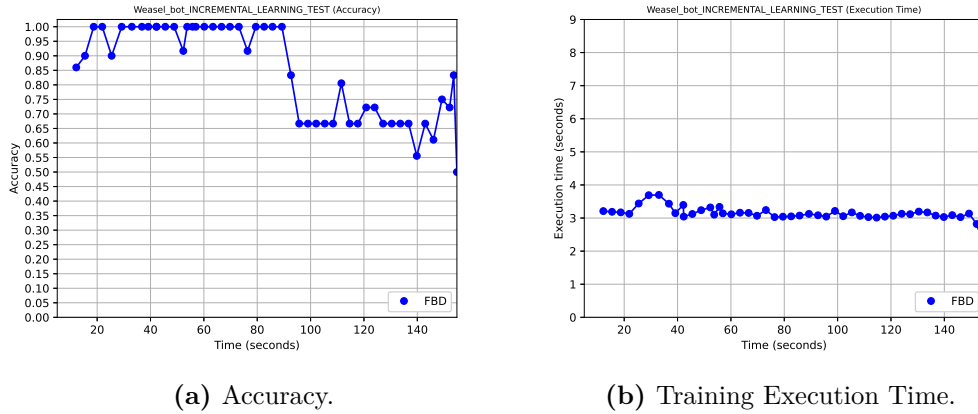 Weasel_bot_INCREMENTAL_LEARNING_TEST (Accuracy)
1.00
0.95
0.90
0.85
0.80
0.75
0.70
0.65
0.60
0.55
0.50
0.45
0.40
0.35
0.30
0.25
0.20
0.15
0.10
0.05
0.00
Accuracy
FBD
20 40 60 80 100 120 140
Time (seconds)
(a) Accuracy.
Weasel_bot_INCREMENTAL_LEARNING_TEST (Execution Time)
9
8
7
6
5
4
3
2
1
0
Execution time (seconds)
FBD
20 40 60 80 100 120 140
Time (seconds)
(b) Training Execution Time.